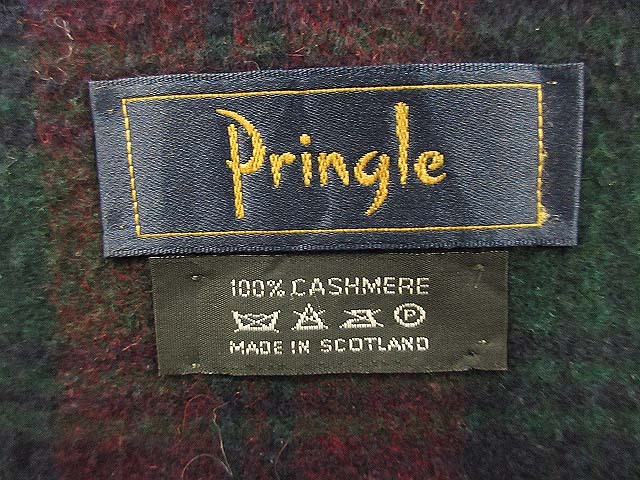 Pringle
100% CASHMERE
P
MADE IN SCOTLAND